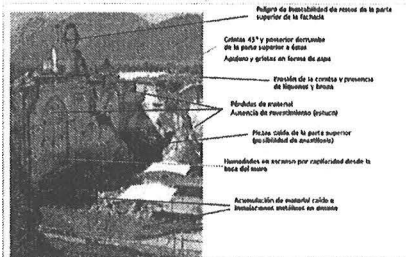 Peligro de inestabilidad de restos de la parte
superior de la fachada
Grietas 45º y posterior derrumbe
de la parte superior a éstas
Apertura y grietas en forma de aspa
Erosión de la cornisa y presencia
de líquenes y broza
Pérdidas de material
Ausencia de revestimiento (estuco)
Piezas caída de la parte superior
(posibilidad de anastilosis)
Humedades en ascenso por capilaridad desde la
base del muro
Acumulación de material caído e
instalaciones metálicas en desuso